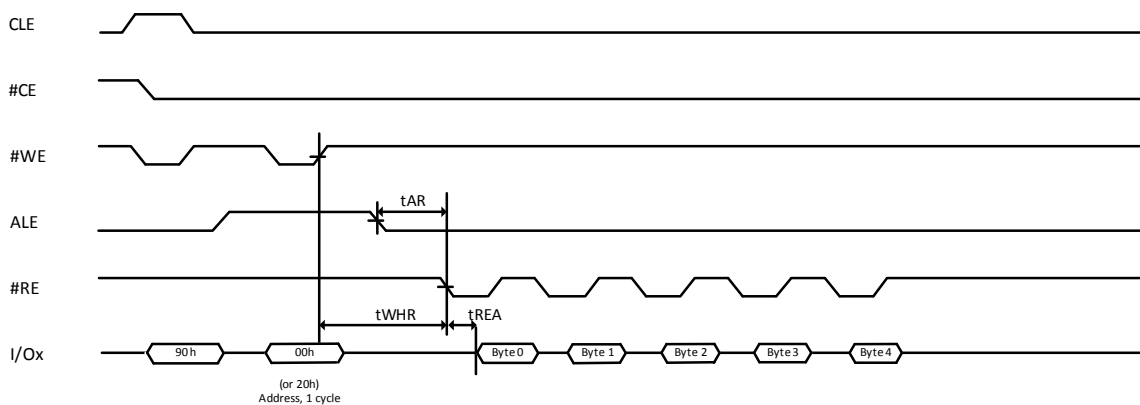 CLE
#CE
#WE
tAR
ALE
#RE
tWHR tREA
I/Ox 90h 00h Byte 0 Byte 1 Byte 2 Byte 3 Byte 4
(or 20h)
Address, 1 cycle